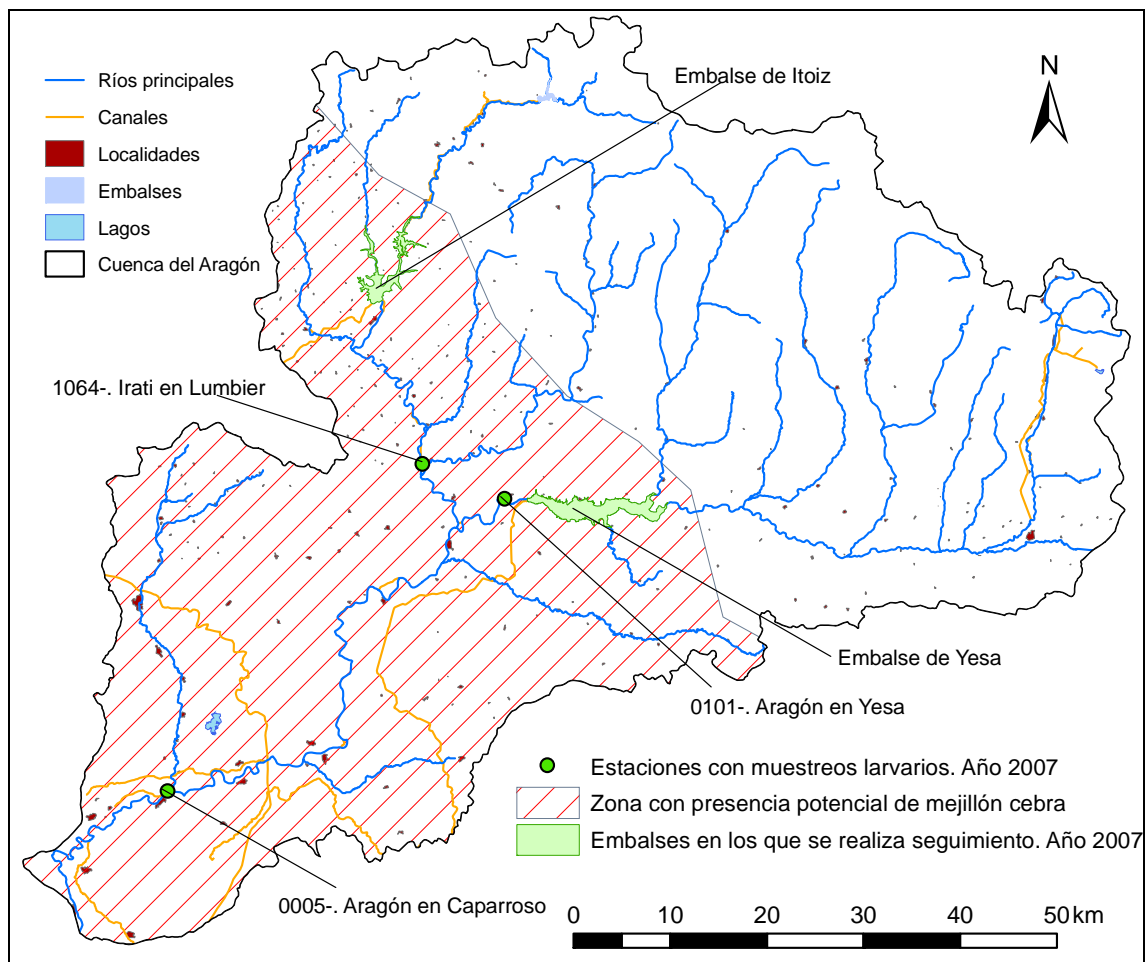 Ríos principales
Canales
Localidades
Embalses
Lagos
Cuenca del Aragón
Embalse de Itoiz
N
1064-. Irati en Lumbier
Embalse de Yesa
0101-. Aragón en Yesa
0005-. Aragón en Caparroso
Estaciones con muestreos larvarios. Año 2007
Zona con presencia potencial de mejillón cebra
Embalses en los que se realiza seguimiento. Año 2007
0 10 20 30 40 50 km